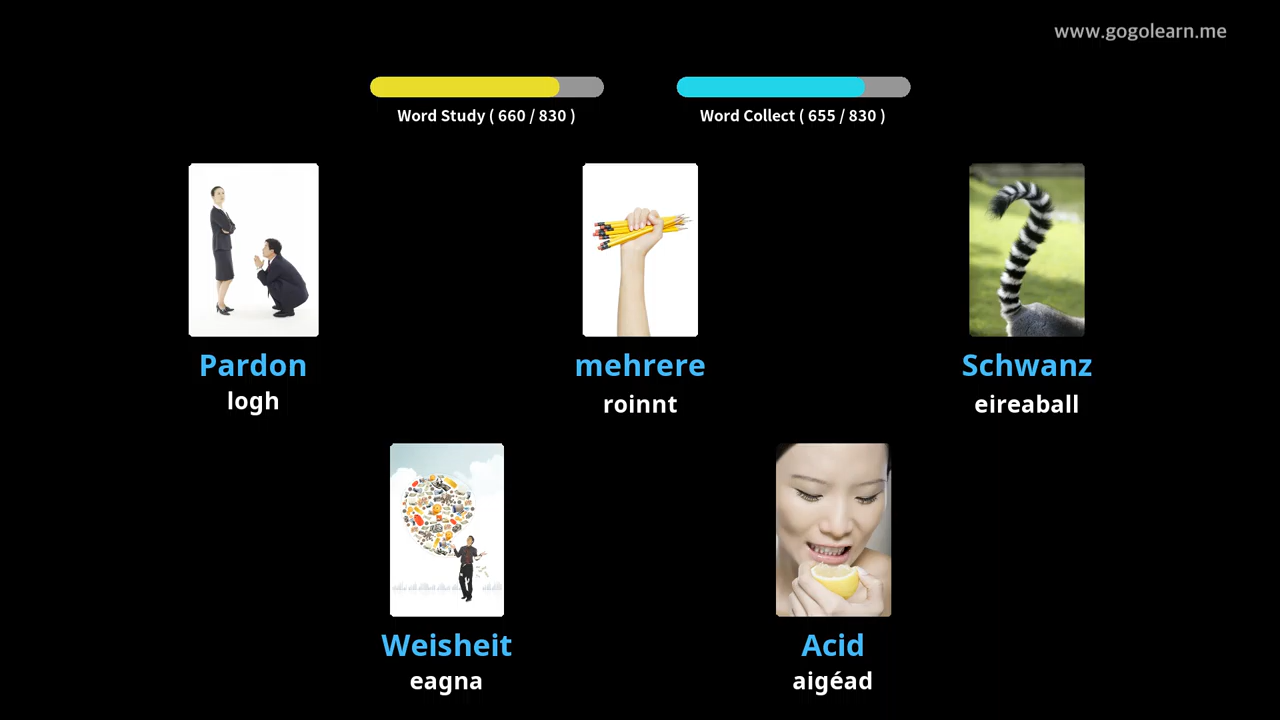 www.gogolearn.me
Word Study ( 660 / 830 )
Word Collect ( 655 / 830 )
Pardon
logh
mehrere
roinnt
Schwanz
eireaball
Weisheit
eagna
Acid
aigéad